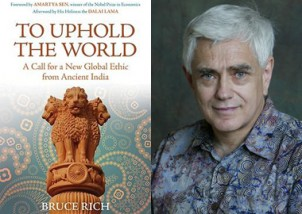 Foreword by AMARTYA SEN, winner of the Nobel Prize in Economics
Afterword by His Holiness the DALAI LAMA
TO UPHOLD
THE WORLD
A Call for a New Global Ethic
from Ancient India
BRUCE RICH